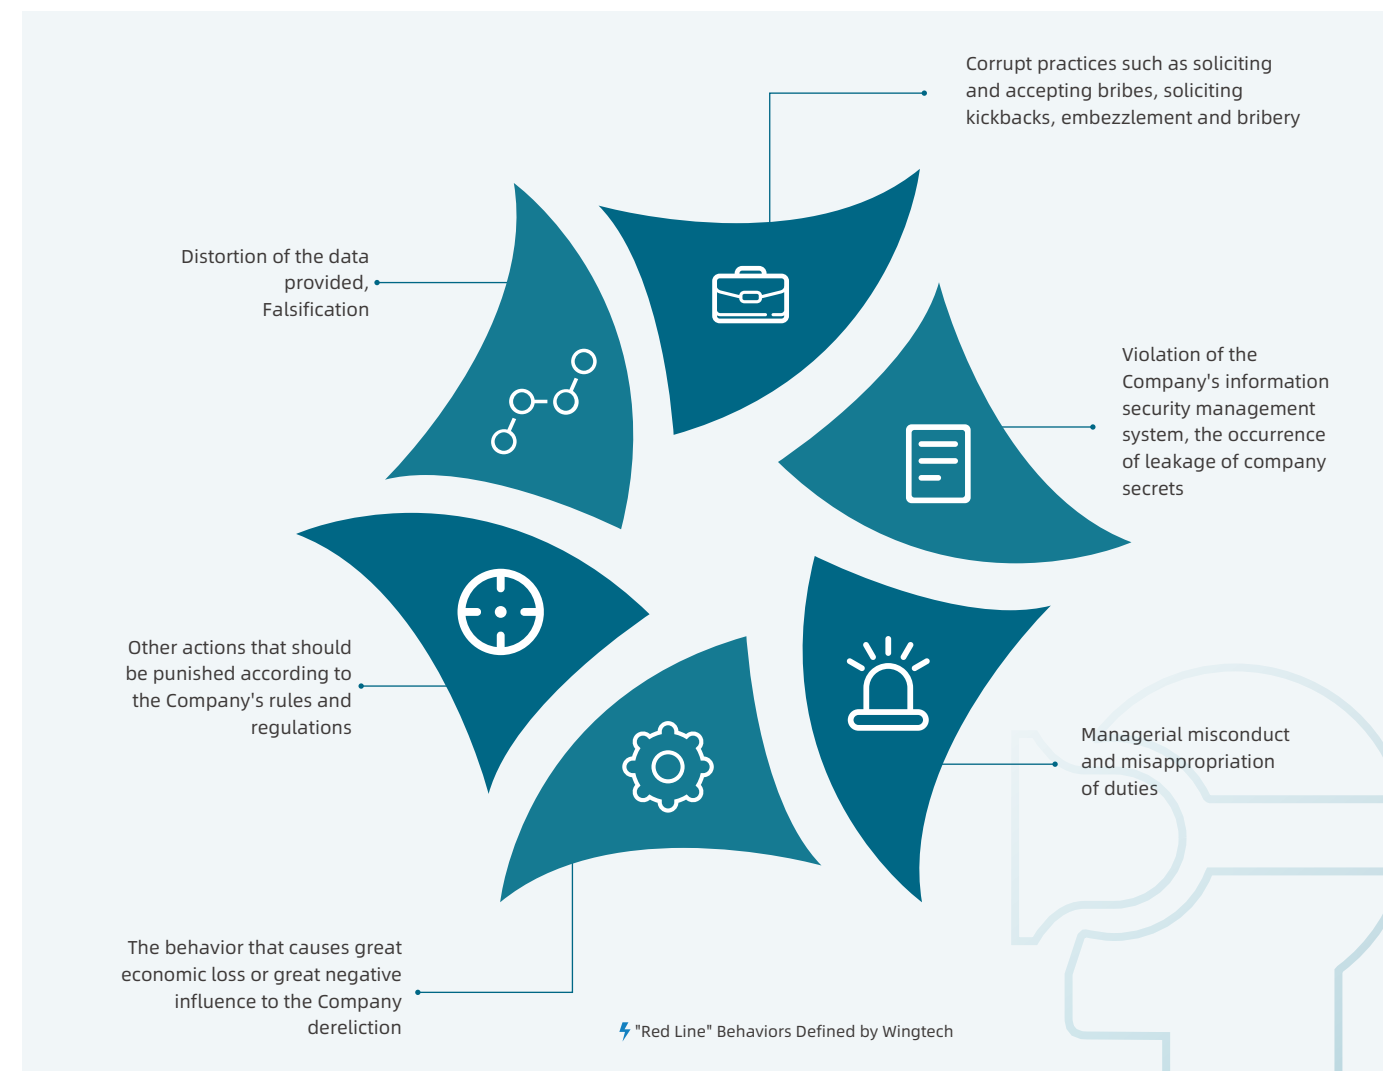 Corrupt practices such as soliciting
and accepting bribes, soliciting
kickbacks, embezzlement and bribery
Distortion of the data
provided,
Falsification
Violation of the
Company's information
security management
system, the occurrence
of leakage of company
secrets
Other actions that should
be punished according to
the Company's rules and
regulations
Managerial misconduct
and misappropriation
of duties
The behavior that causes great
economic loss or great negative
influence to the Company
dereliction
"Red Line" Behaviors Defined by Wingtech